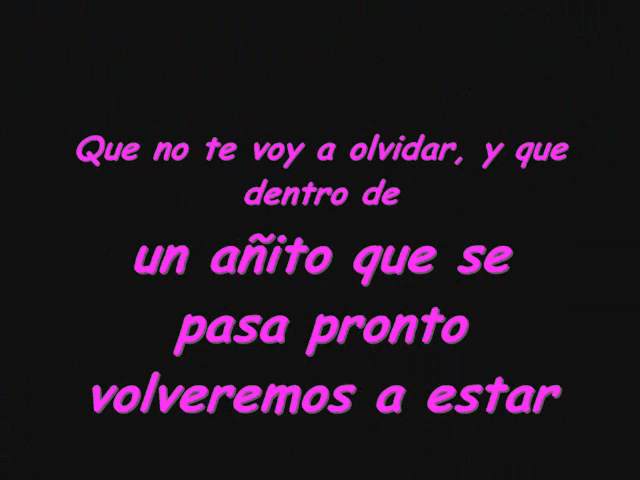 Que no te voy a olvidar, y que
dentro de
un añito que se
pasa pronto
volveremos a estar